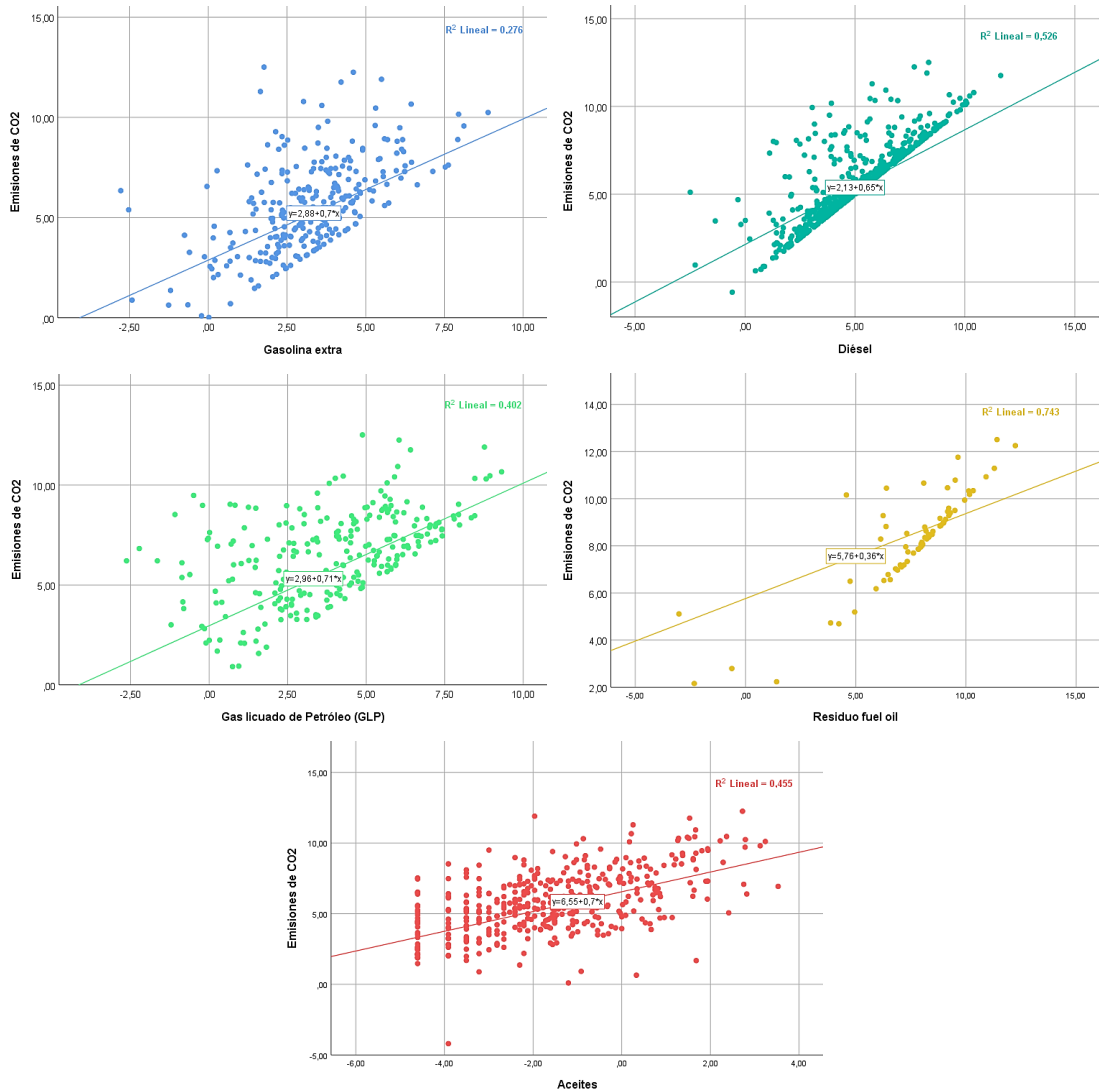 15,00
R² Lineal = 0,276
10,00
Emisiones de CO2
y=2,88+0,7*x
5,00
,00
-2,50
,00
2,50
5,00
7,50
10,00
Gasolina extra
15,00
R² Lineal = 0,526
10,00
Emisiones de CO2
y=2,13+0,65*x
5,00
,00
-5,00
,00
5,00
10,00
15,00
Diésel
15,00
R² Lineal = 0,402
10,00
Emisiones de CO2
y=2,96+0,71*x
5,00
,00
-2,50
,00
2,50
5,00
7,50
10,00
Gas licuado de Petróleo (GLP)
14,00
R² Lineal = 0,743
12,00
10,00
Emisiones de CO2
8,00
y=5,76+0,36*x
6,00
4,00
2,00
-5,00
,00
5,00
10,00
15,00
Residuo fuel oil
15,00
R² Lineal = 0,455
10,00
Emisiones de CO2
y=6,55+0,7*x
5,00
,00
-5,00
-6,00
-4,00
-2,00
,00
2,00
4,00
Aceites